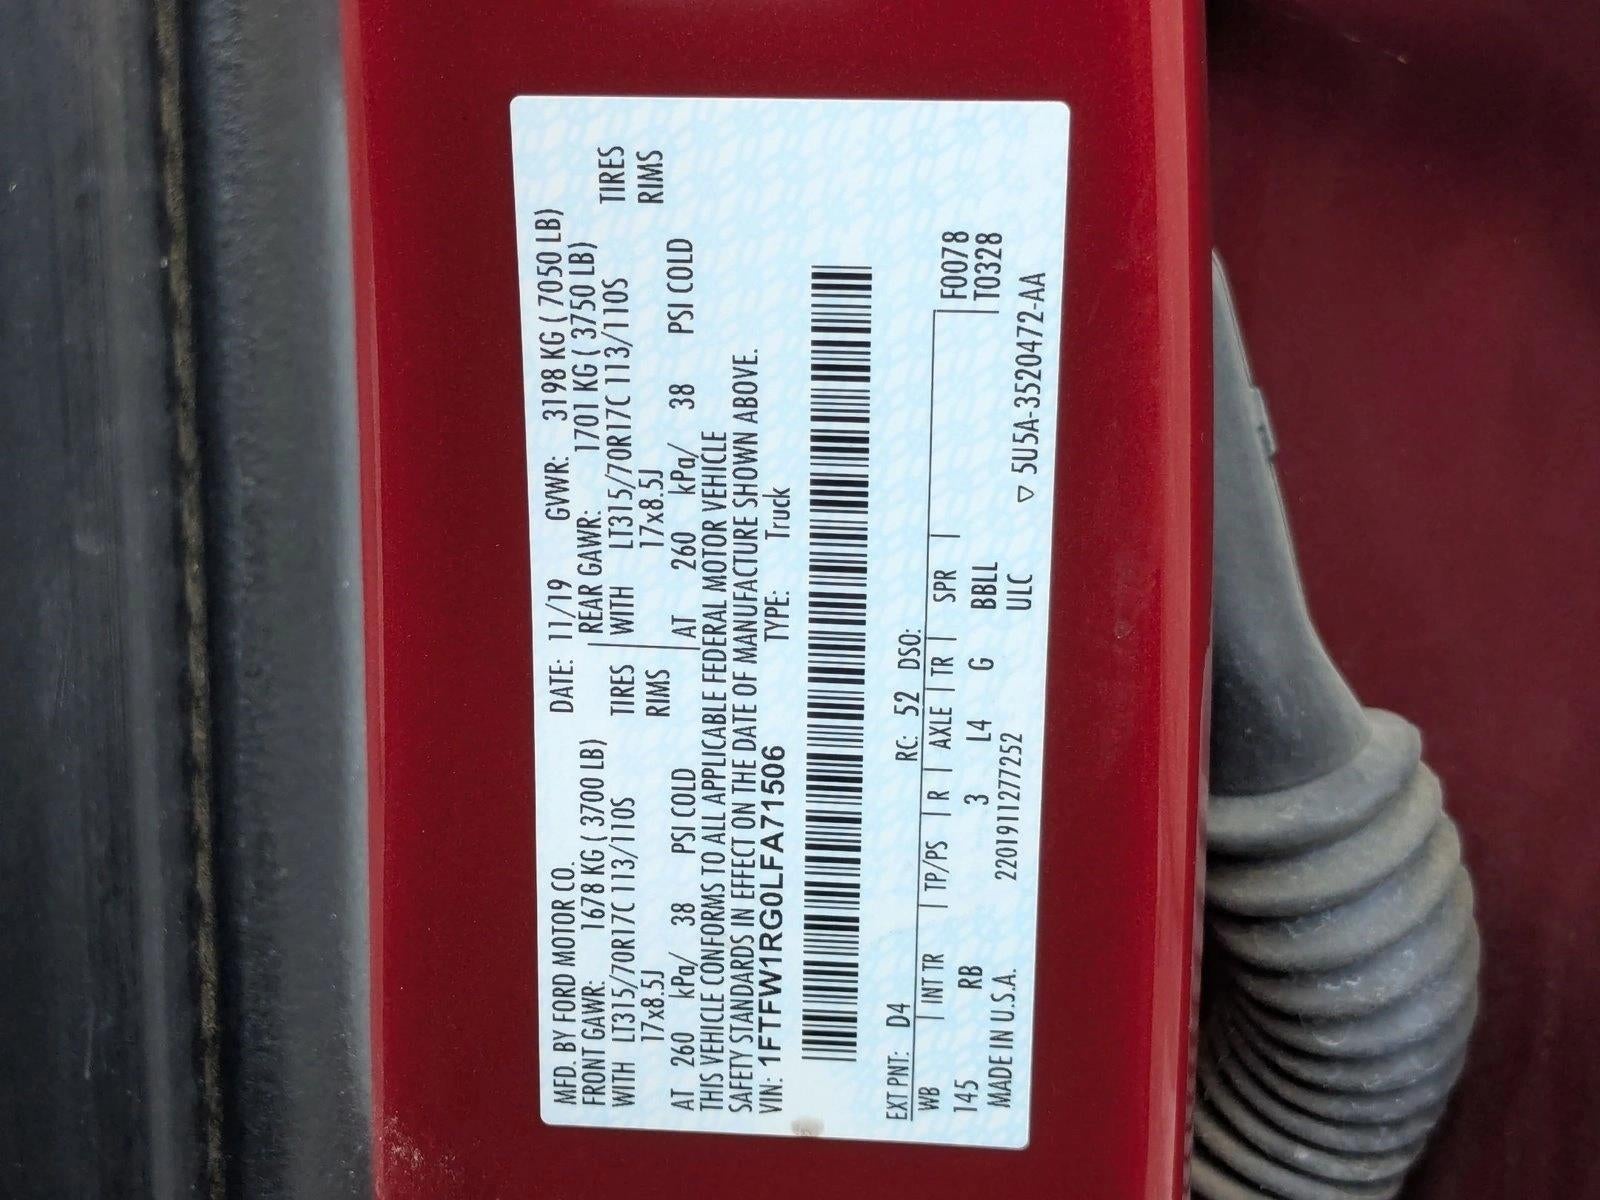 MFD. BY FORD MOTOR CO. DATE: 11/19 GVWR: 3198 KG ( 7050 LB)
FRONT GAWR: 1678 KG ( 3700 LB) REAR GAWR: 1701 KG ( 3750 LB)
WITH LT315/70R17C 113/110S TIRES WITH LT315/70R17C 113/110S TIRES
17x8.5J RIMS 17x8.5J RIMS
AT 260 kPa/ 38 PSI COLD AT 260 kPa/ 38 PSI COLD
THIS VEHICLE CONFORMS TO ALL APPLICABLE FEDERAL MOTOR VEHICLE
SAFETY STANDARDS IN EFFECT ON THE DATE OF MANUFACTURE SHOWN ABOVE.
VIN: 1FTFW1RG0LFA71506 TYPE: Truck
EXT PNT: D4 RC: 52 DSO:
WB | INT TR | TP/PS | R | AXLE | TR | SPR | F0078
145 RB 3 L4 G BBLL T0328
MADE IN U.S.A. 2201911277252 ULC ▽ 5U5A-3520472-AA